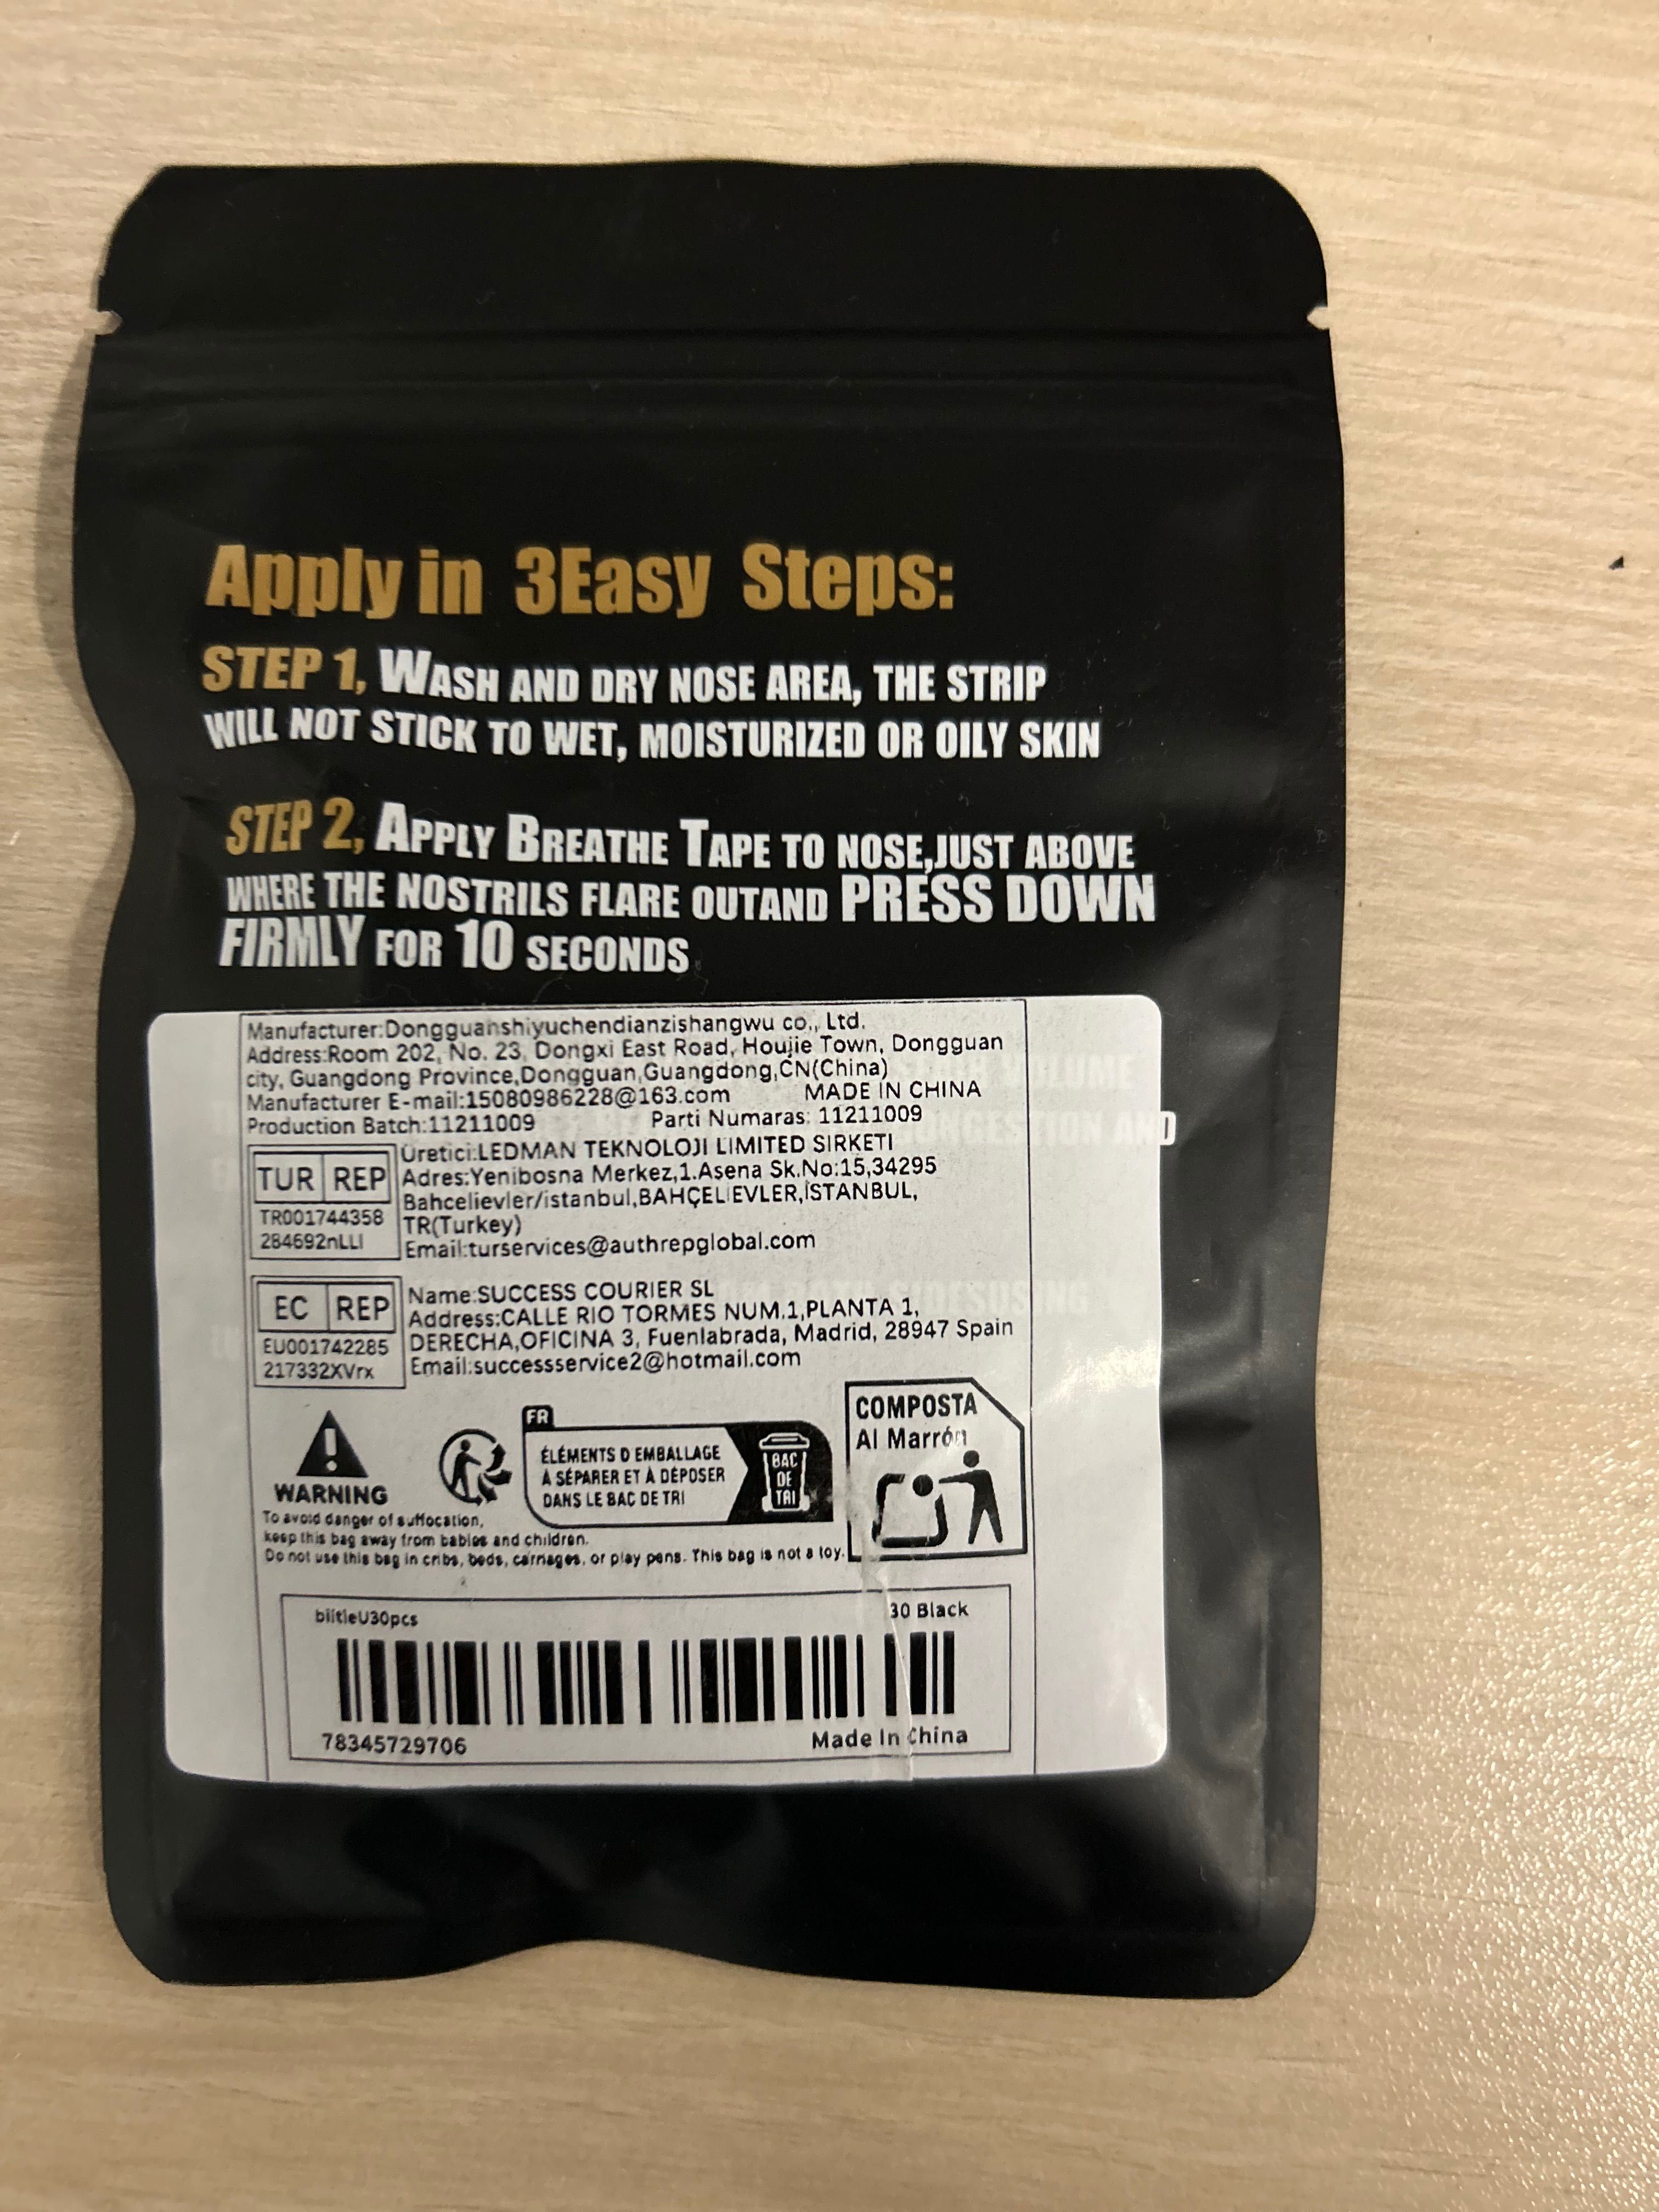 Apply in 3Easy Steps:
STEP 1, WASH AND DRY NOSE AREA, THE STRIP
WILL NOT STICK TO WET, MOISTURIZED OR OILY SKIN
STEP 2, APPLY BREATHE TAPE TO NOSE,JUST ABOVE
WHERE THE NOSTRILS FLARE OUTAND PRESS DOWN
FIRMLY FOR 10 SECONDS
Manufacturer:Dongguanshiyuchendianzishangwu co., Ltd.
Address:Room 202, No. 23, Dongxi East Road, Houjie Town, Dongguan
city, Guangdong Province,Dongguan,Guangdong,CN(China)
Manufacturer E-mail:15080986228@163.com MADE IN CHINA
Production Batch:11211009 Parti Numaras: 11211009
TUR REP
TR001744358
284692nLLI
Üretici:LEDMAN TEKNOLOJI LIMITED SIRKETI
Adres:Yenibosna Merkez,1.Asena Sk.No:15,34295
Bahcelievler/istanbul,BAHÇELIEVLER,İSTANBUL,
TR(Turkey)
Email:turservices@authrepglobal.com
EC REP
EU001742285
217332XVrx
Name:SUCCESS COURIER SL
Address:CALLE RIO TORMES NUM.1,PLANTA 1,
DERECHA,OFICINA 3, Fuenlabrada, Madrid, 28947 Spain
Email:successservice2@hotmail.com
WARNING
To avoid danger of suffocation,
keep this bag away from babies and children.
Do not use this bag in cribs, beds, carriages, or play pens. This bag is not a toy.
FR
ÉLÉMENTS D EMBALLAGE
À SÉPARER ET À DÉPOSER
DANS LE BAC DE TRI
BAC
DE
TRI
COMPOSTA
Al Marrón
biitleU30pcs 30 Black
78345729706 Made In China